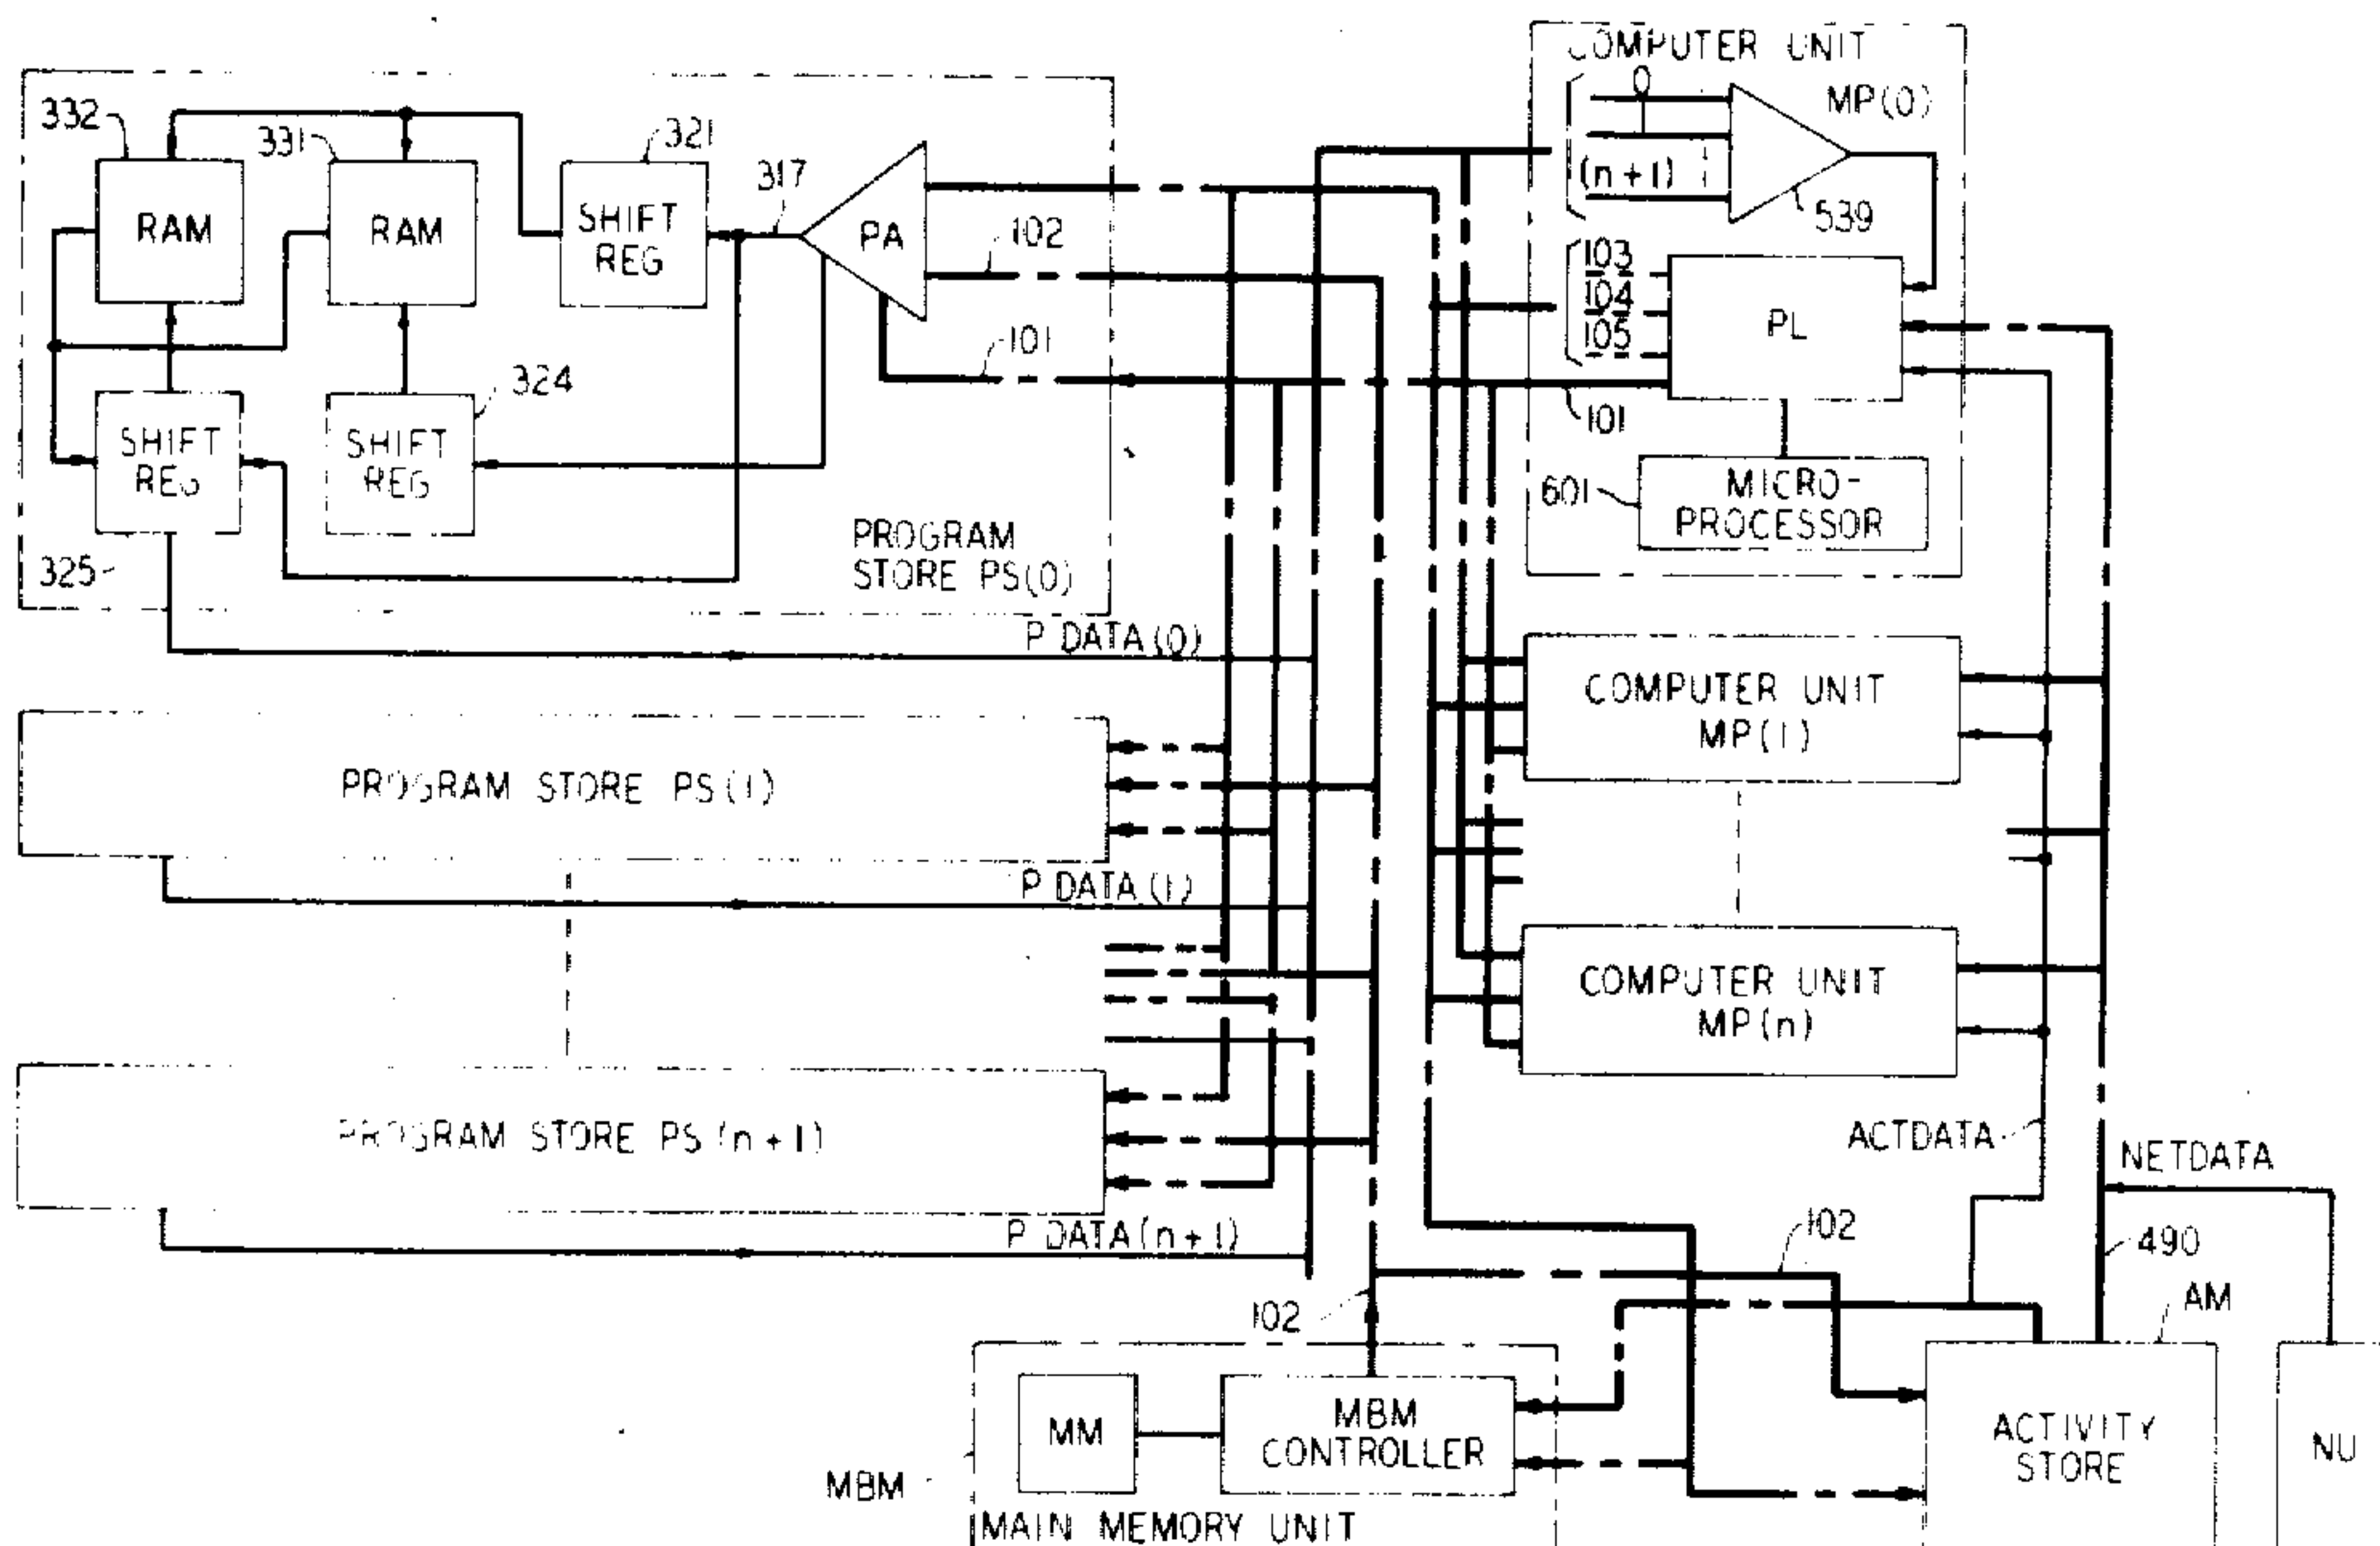 COMPUTER UNIT
MP(0)
0
(n+1)
539
332
331
321
317
RAM
RAM
SHIFT
REG
PA
102
101
103
104
105
PL
101
324
SHIFT
REG
SHIFT
REG
325
PROGRAM
STORE PS(0)
601
MICRO-
PROCESSOR
P DATA(0)
COMPUTER UNIT
MP(1)
PROGRAM STORE PS(1)
P DATA(1)
COMPUTER UNIT
MP(n)
PROGRAM STORE PS(n+1)
P DATA(n+1)
ACTDATA
NETDATA
102
490
AM
102
MM
MBM
CONTROLLER
MBM
MAIN MEMORY UNIT
ACTIVITY
STORE
NU